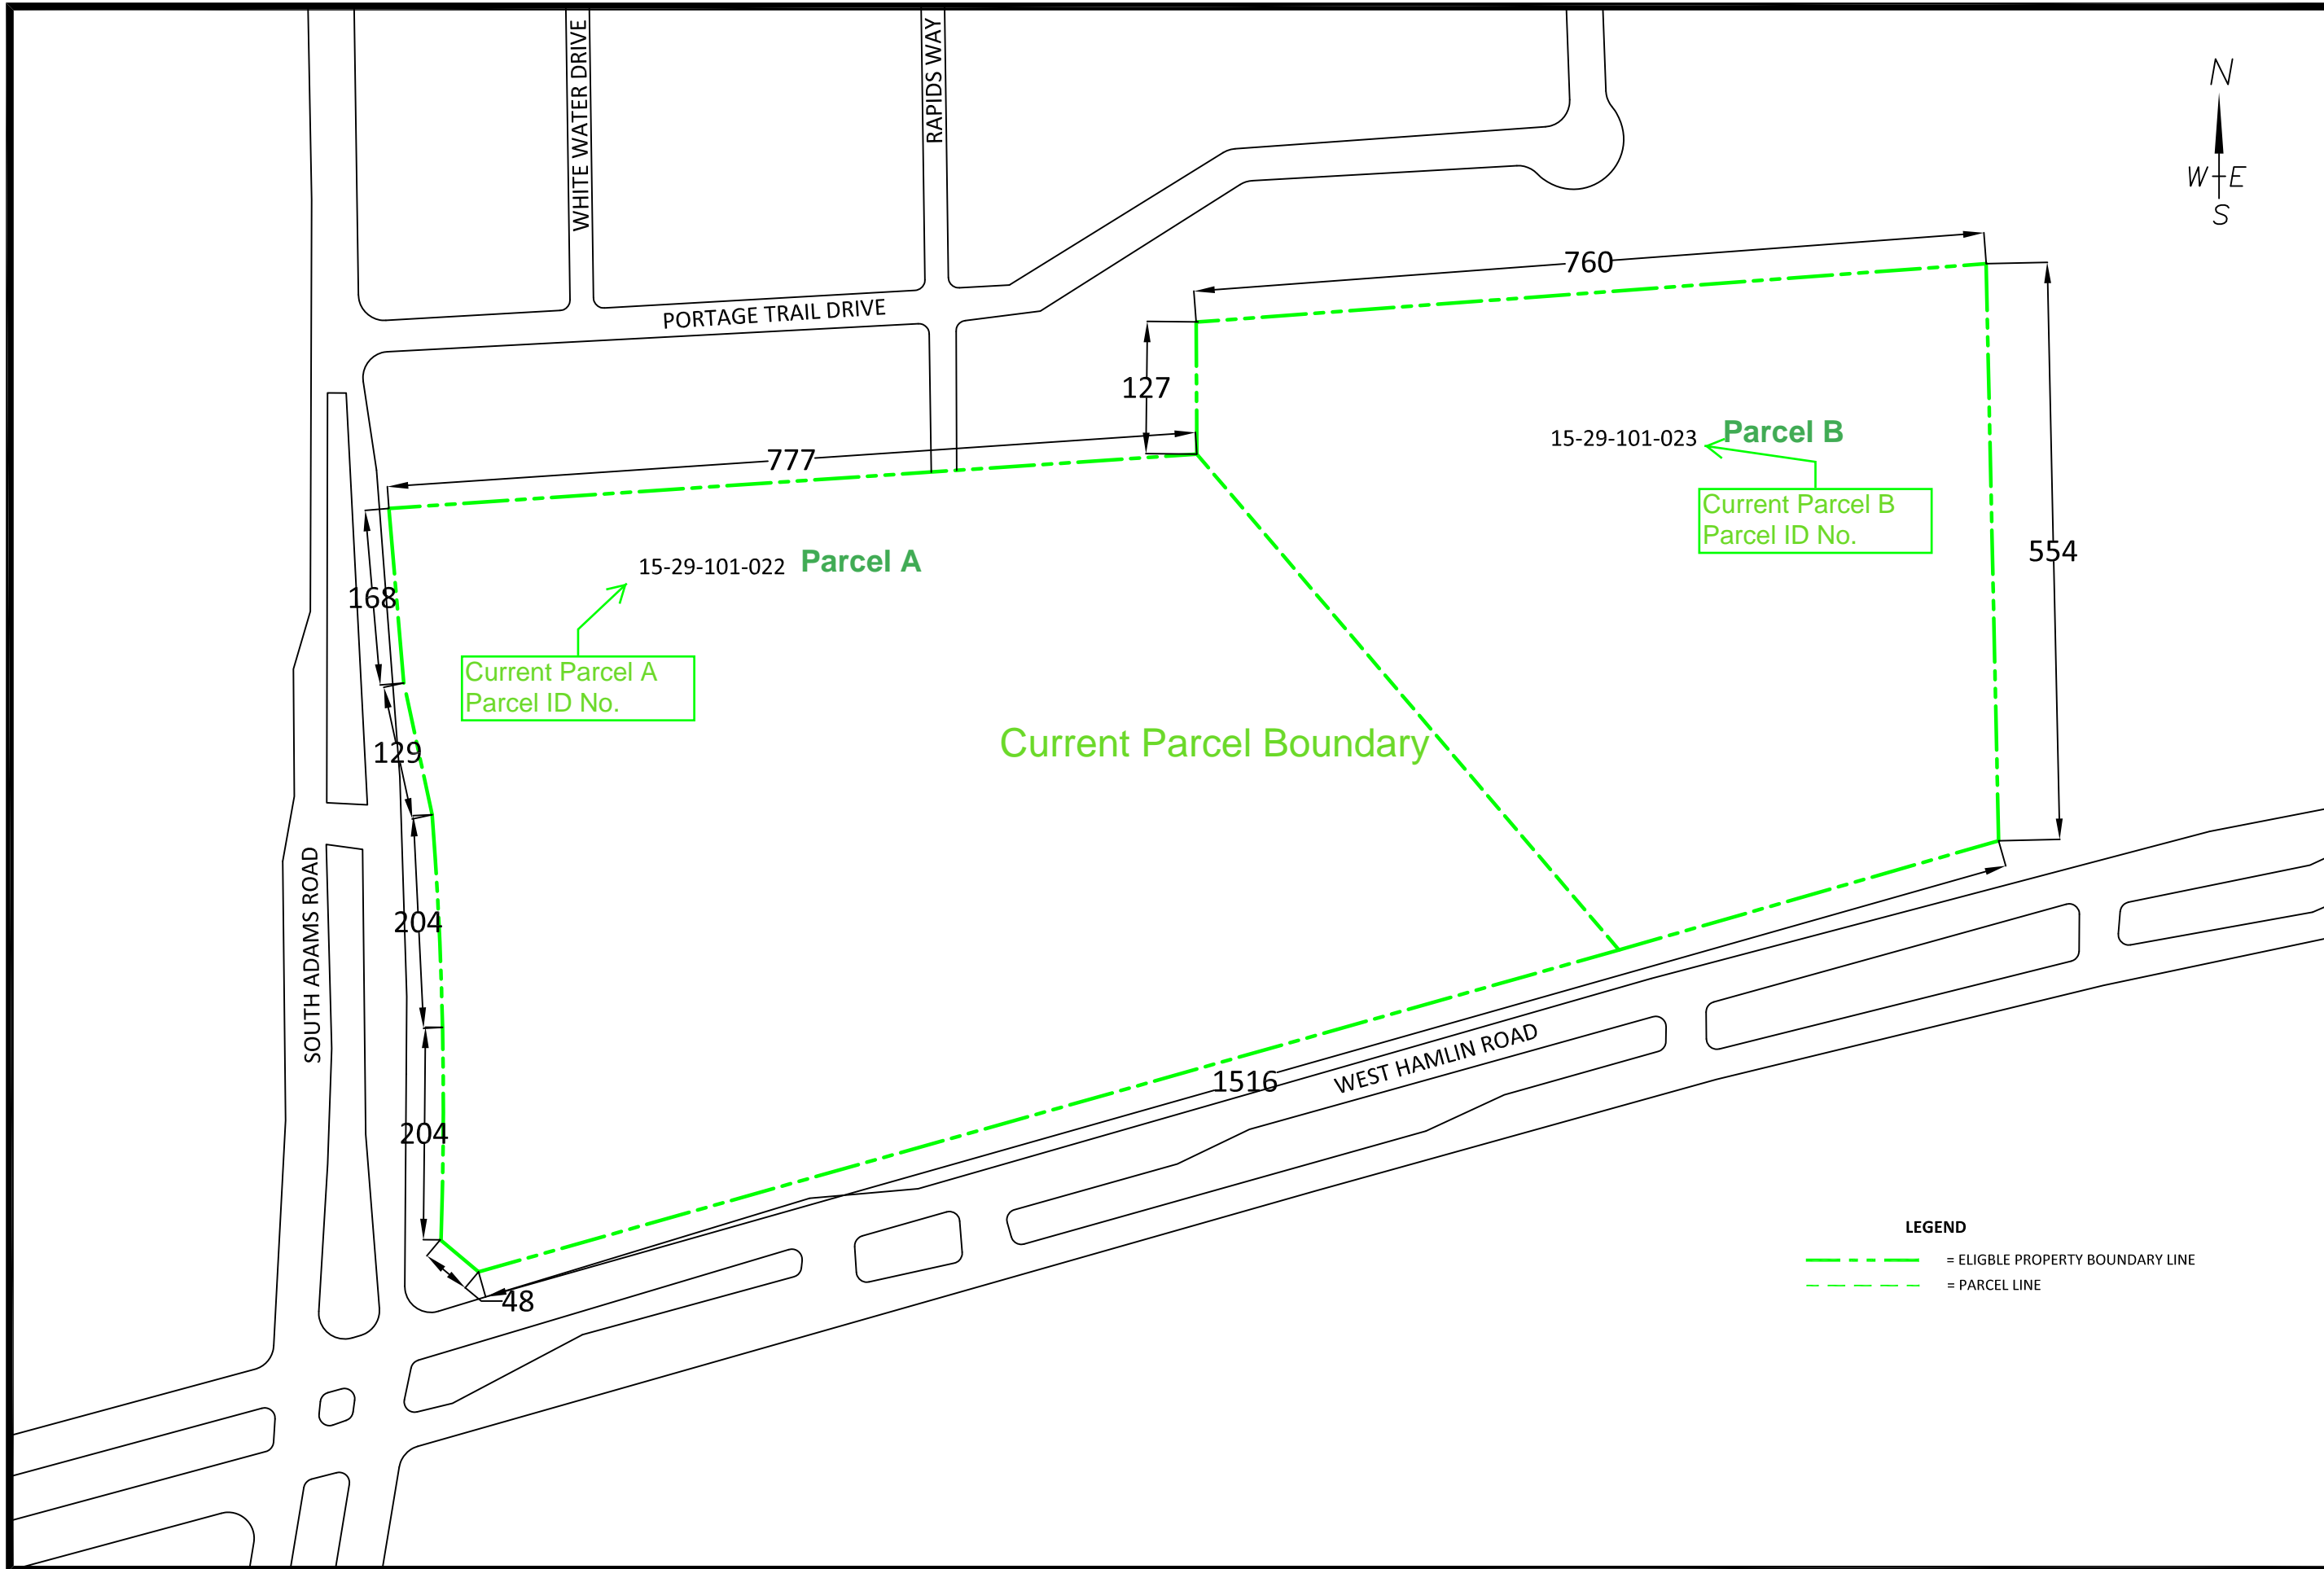 WHITE WATER DRIVE
RAPIDS WAY
N
W E
S
760
PORTAGE TRAIL DRIVE
127
777
15-29-101-023 Parcel B
Current Parcel B
Parcel ID No.
554
15-29-101-022 Parcel A
168
Current Parcel A
Parcel ID No.
129
Current Parcel Boundary
204
SOUTH ADAMS ROAD
1516
WEST HAMLIN ROAD
204
48
LEGEND
= ELIGBLE PROPERTY BOUNDARY LINE
= PARCEL LINE